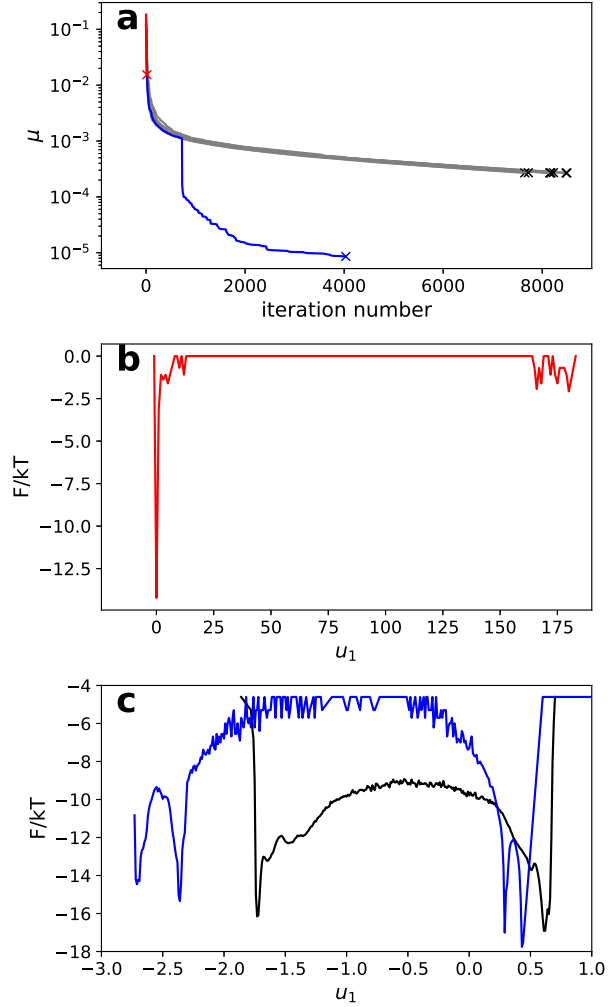 a
10⁻¹
10⁻²
10⁻³
10⁻⁴
10⁻⁵
μ
0 2000 4000 6000 8000
iteration number
b
0.0
−2.5
−5.0
−7.5
−10.0
−12.5
F/kT
0 25 50 75 100 125 150 175
u₁
c
−4
−6
−8
−10
−12
−14
−16
−18
F/kT
−3.0 −2.5 −2.0 −1.5 −1.0 −0.5 0.0 0.5 1.0
u₁